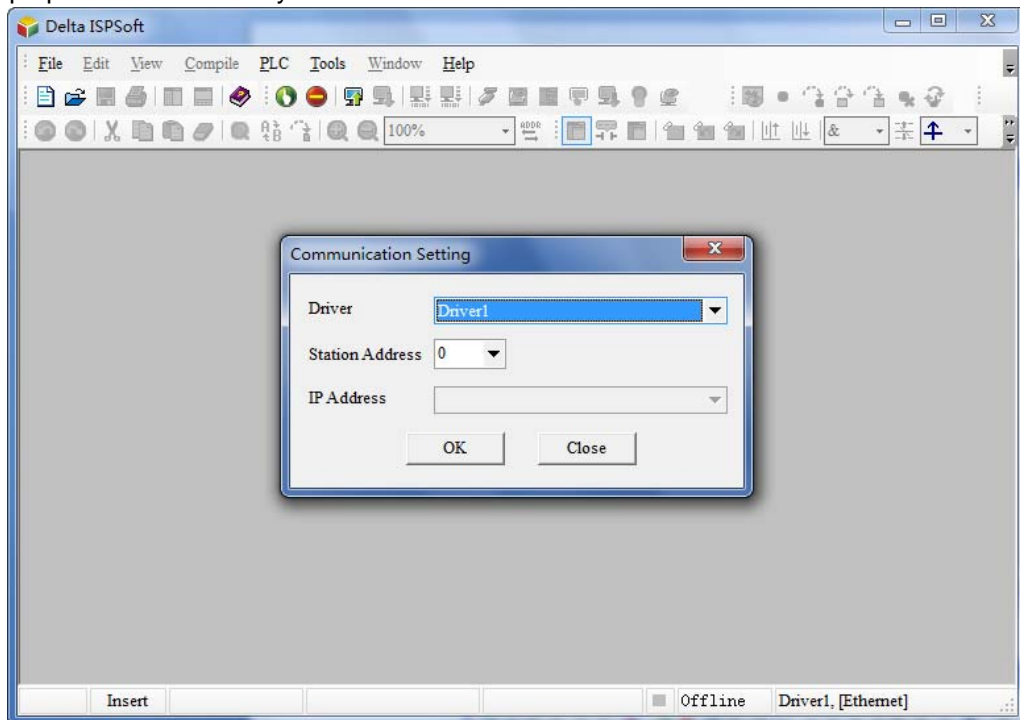 Delta ISPSoft
File Edit View Compile PLC Tools Window Help
100% ADDR &
Communication Setting
Driver Driver1
Station Address 0
IP Address
OK Close
Insert Offline Driver1, [Ethernet]